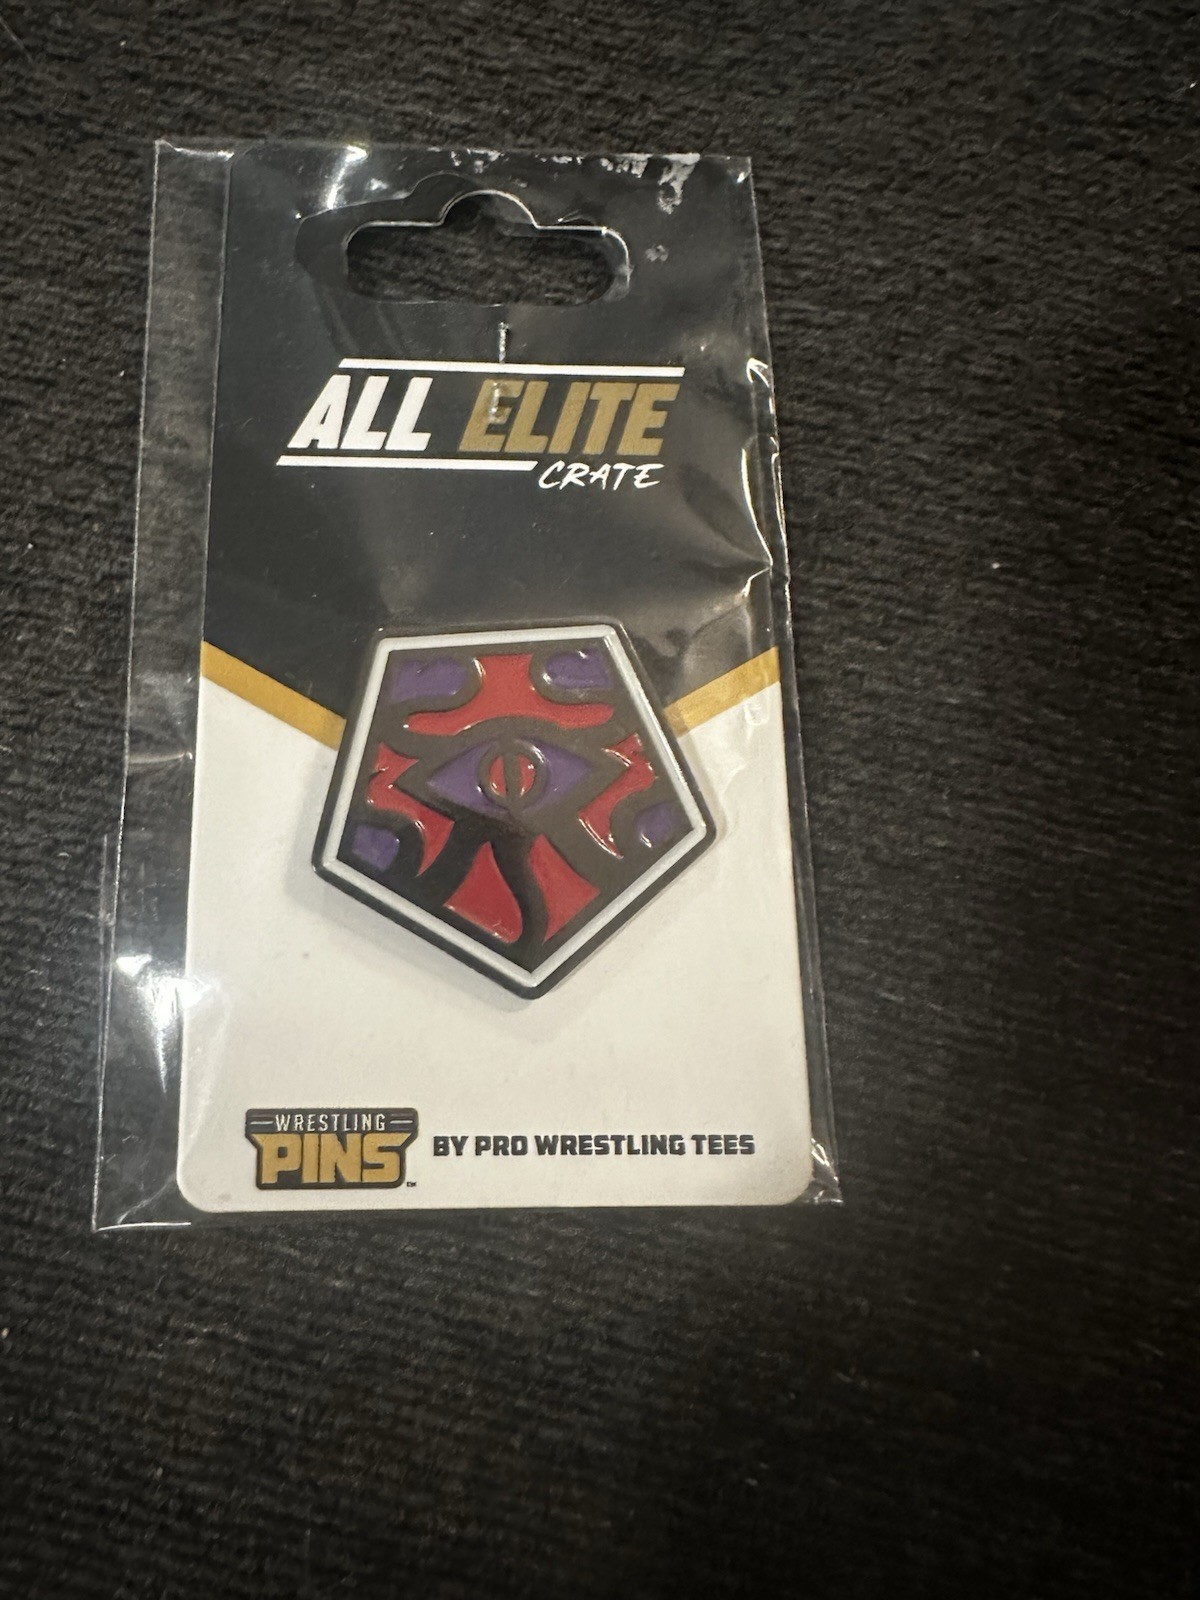 ALL ELITE
CRATE
WRESTLING
PINS
BY PRO WRESTLING TEES